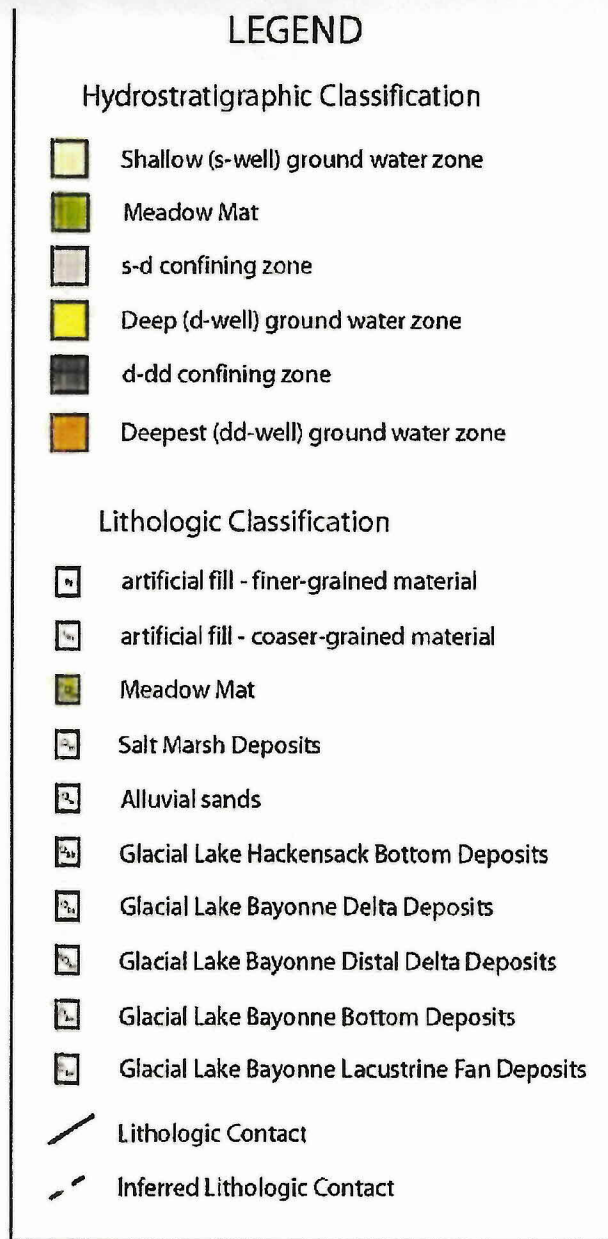 LEGEND
Hydrostratigraphic Classification
Shallow (s-well) ground water zone
Meadow Mat
s-d confining zone
Deep (d-well) ground water zone
d-dd confining zone
Deepest (dd-well) ground water zone
Lithologic Classification
artificial fill - finer-grained material
artificial fill - coaser-grained material
Meadow Mat
Salt Marsh Deposits
Alluvial sands
Glacial Lake Hackensack Bottom Deposits
Glacial Lake Bayonne Delta Deposits
Glacial Lake Bayonne Distal Delta Deposits
Glacial Lake Bayonne Bottom Deposits
Glacial Lake Bayonne Lacustrine Fan Deposits
Lithologic Contact
Inferred Lithologic Contact